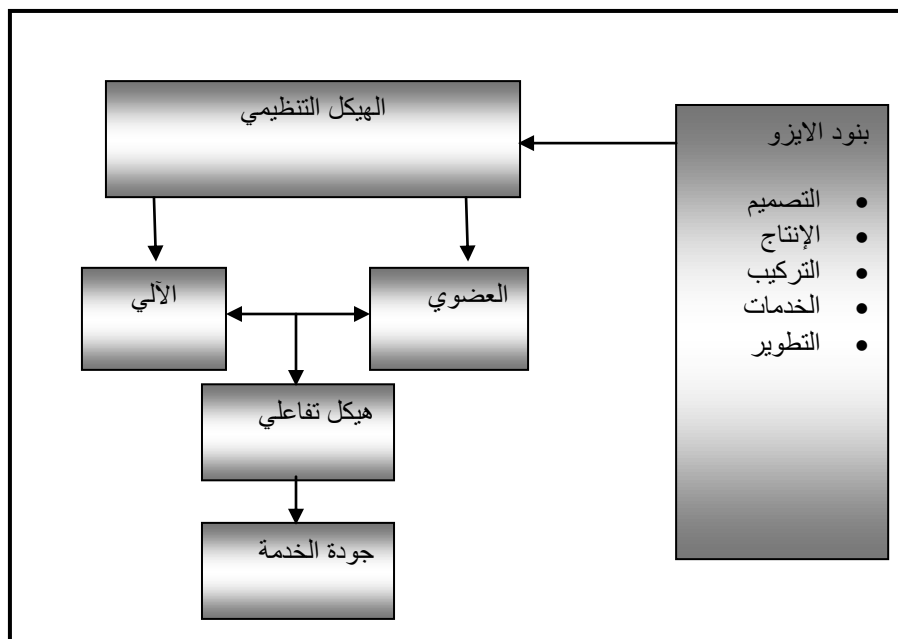 الهيكل التنظيمي
بنود الايزو
• التصميم
• الإنتاج
• التركيب
• الخدمات
• التطوير
العضوي
الآلي
هيكل تفاعلي
جودة الخدمة